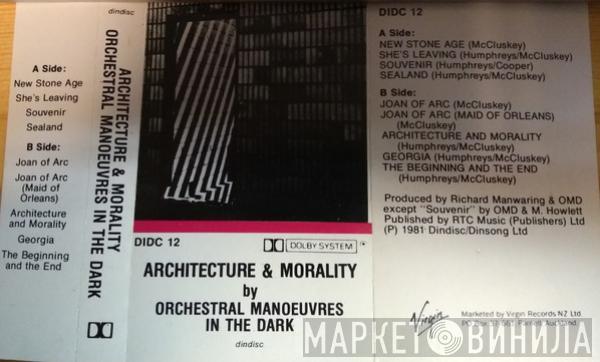 dindisc
A Side:
New Stone Age
She's Leaving
Souvenir
Sealand
B Side:
Joan of Arc
Joan of Arc
(Maid of
Orleans)
Architecture
and Morality
Georgia
The Beginning
and the End
ARCHITECTURE & MORALITY
ORCHESTRAL MANOEUVRES IN THE DARK
DIDC 12
DOLBY SYSTEM
ARCHITECTURE & MORALITY
by
ORCHESTRAL MANOEUVRES
IN THE DARK
dindisc
DIDC 12
A Side:
NEW STONE AGE (McCluskey)
SHE'S LEAVING (Humphreys/McCluskey)
SOUVENIR (Humphreys/Cooper)
SEALAND (Humphreys/McCluskey)
B Side:
JOAN OF ARC (McCluskey)
JOAN OF ARC (MAID OF ORLEANS)
(McCluskey)
ARCHITECTURE AND MORALITY
(Humphreys/McCluskey)
GEORGIA (Humphreys/McCluskey)
THE BEGINNING AND THE END
(Humphreys/McCluskey)
Produced by Richard Manwaring & OMD
except "Souvenir" by OMD & M. Howlett
Published by RTC Music (Publishers) Ltd
(P) 1981 Dindisc/Dinsong Ltd
Virgin
Marketed by Virgin Records NZ Ltd.
Parnell Auckland.
МАРКЕТ ВИНИЛА